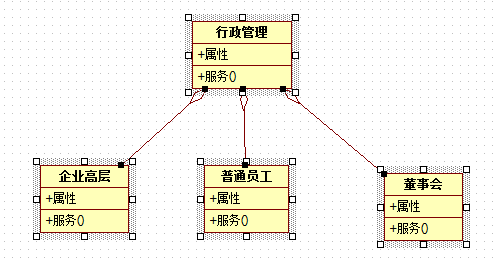 行政管理
+属性
+服务()
企业高层
+属性
+服务()
普通员工
+属性
+服务()
董事会
+属性
+服务()